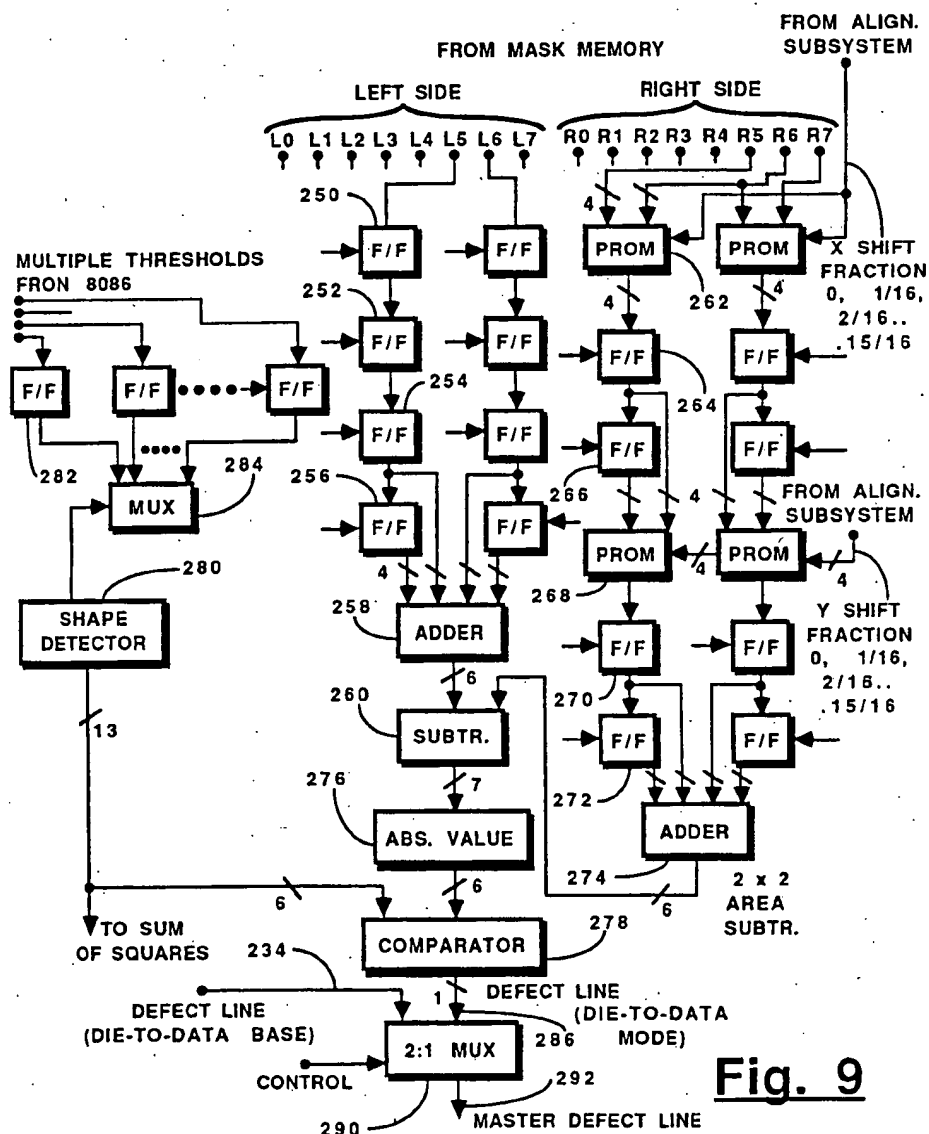 FROM ALIGN.
SUBSYSTEM
FROM MASK MEMORY
LEFT SIDE
RIGHT SIDE
L0 L1 L2 L3 L4 L5 L6 L7
R0 R1 R2 R3 R4 R5 R6 R7
250
4
F/F
F/F
PROM
PROM
X SHIFT
FRACTION
0, 1/16,
2/16..
.15/16
262
MULTIPLE THRESHOLDS
FRON 8086
252
4
4
F/F
F/F
F/F
F/F
264
F/F
F/F
F/F
254
F/F
F/F
282
284
256
266
F/F
F/F
MUX
F/F
F/F
4
FROM ALIGN.
SUBSYSTEM
280
4
268
PROM
4
PROM
4
SHAPE
DETECTOR
258
ADDER
Y SHIFT
FRACTION
0, 1/16,
2/16..
.15/16
260
6
270
F/F
F/F
13
SUBTR.
272
F/F
F/F
276
7
ABS. VALUE
ADDER
274
6
6
6
2 x 2
AREA
SUBTR.
TO SUM
OF SQUARES
COMPARATOR
278
234
1
DEFECT LINE
(DIE-TO-DATA
MODE)
286
DEFECT LINE
(DIE-TO-DATA BASE)
2:1 MUX
CONTROL
290
292
MASTER DEFECT LINE
Fig. 9